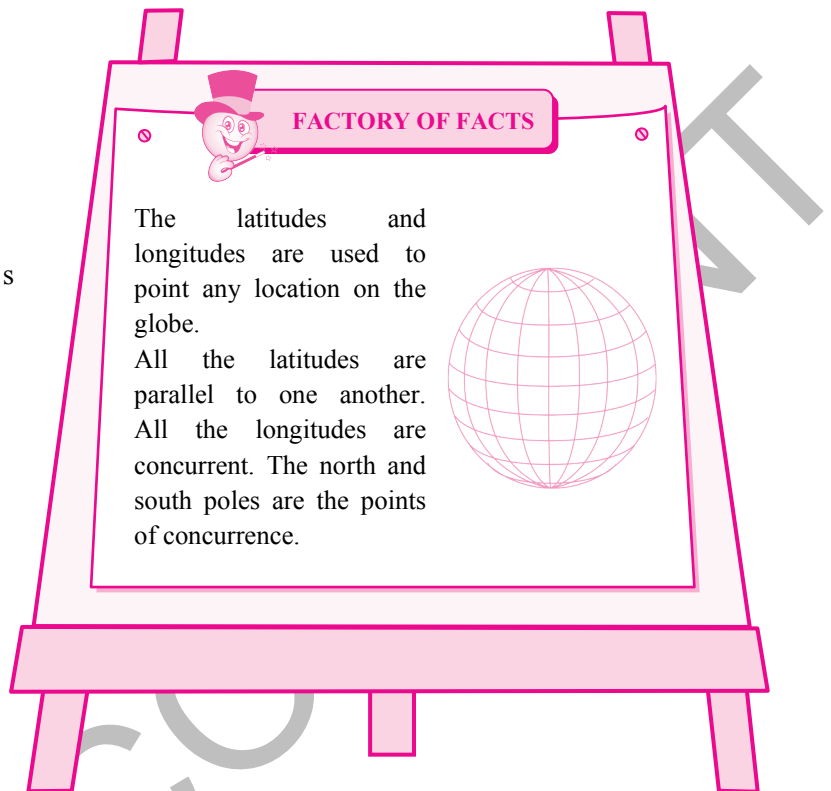 FACTORY OF FACTS
The latitudes and
longitudes are used to
s
point any location on the
globe.
All the latitudes are
parallel to one another.
All the longitudes are
concurrent. The north and
south poles are the points
of concurrence.